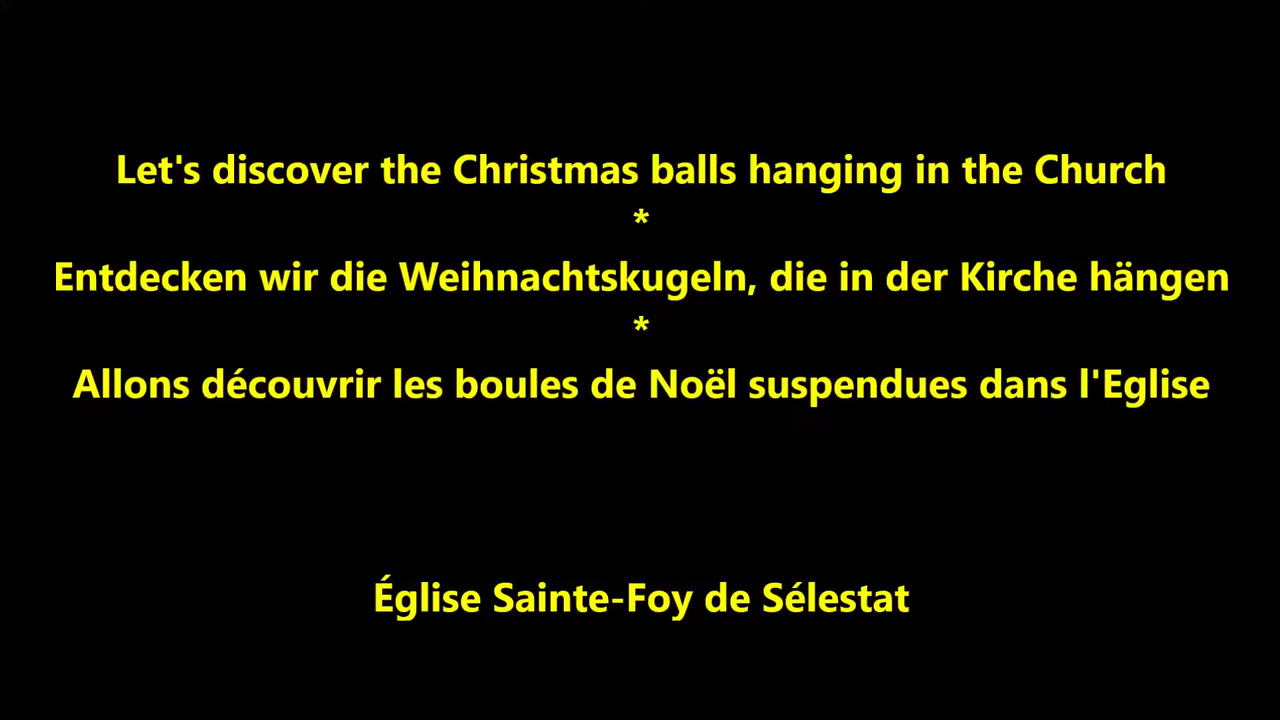 Let's discover the Christmas balls hanging in the Church
*
Entdecken wir die Weihnachtskugeln, die in der Kirche hängen
*
Allons découvrir les boules de Noël suspendues dans l'Eglise
Église Sainte-Foy de Sélestat